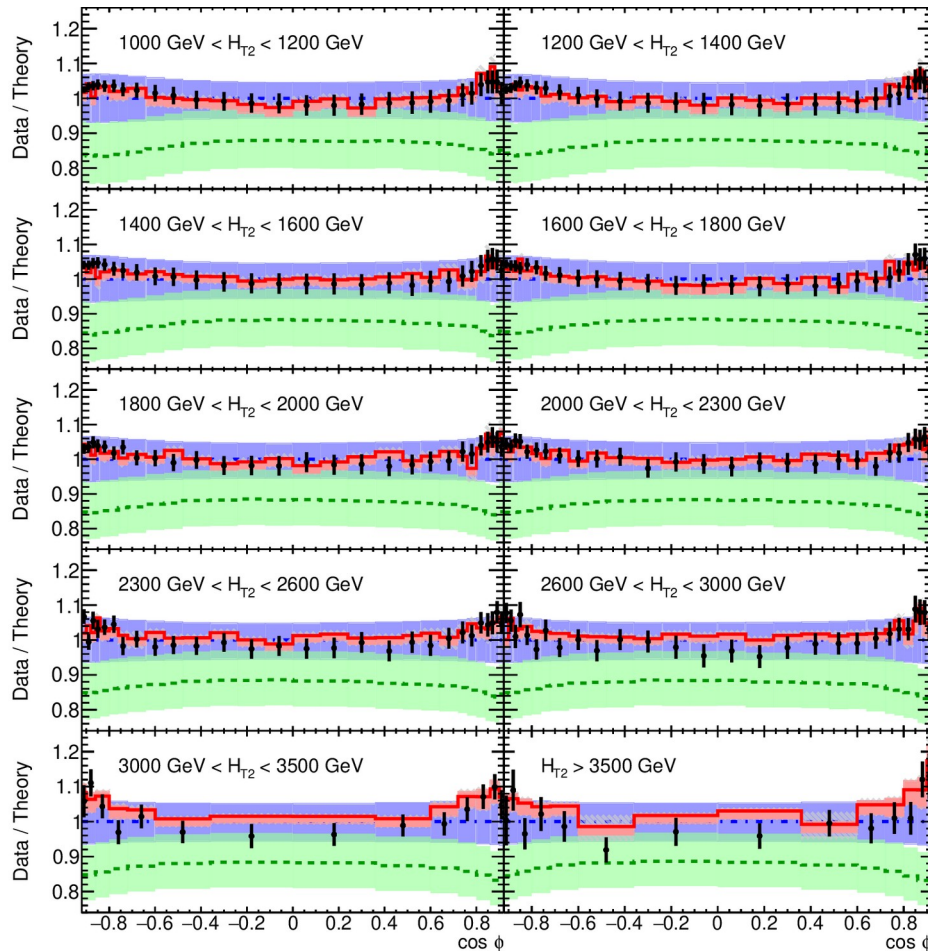 1000 GeV < H_T2 < 1200 GeV
1200 GeV < H_T2 < 1400 GeV
Data / Theory
1.2
1.1
1
0.9
0.8
1400 GeV < H_T2 < 1600 GeV
1600 GeV < H_T2 < 1800 GeV
Data / Theory
1.2
1.1
1
0.9
0.8
1800 GeV < H_T2 < 2000 GeV
2000 GeV < H_T2 < 2300 GeV
Data / Theory
1.2
1.1
1
0.9
0.8
2300 GeV < H_T2 < 2600 GeV
2600 GeV < H_T2 < 3000 GeV
Data / Theory
1.2
1.1
1
0.9
0.8
3000 GeV < H_T2 < 3500 GeV
H_T2 > 3500 GeV
Data / Theory
1.2
1.1
1
0.9
0.8
−0.8 −0.6 −0.4 −0.2 0 0.2 0.4 0.6 0.8
−0.8 −0.6 −0.4 −0.2 0 0.2 0.4 0.6 0.8
cos ϕ
cos ϕ